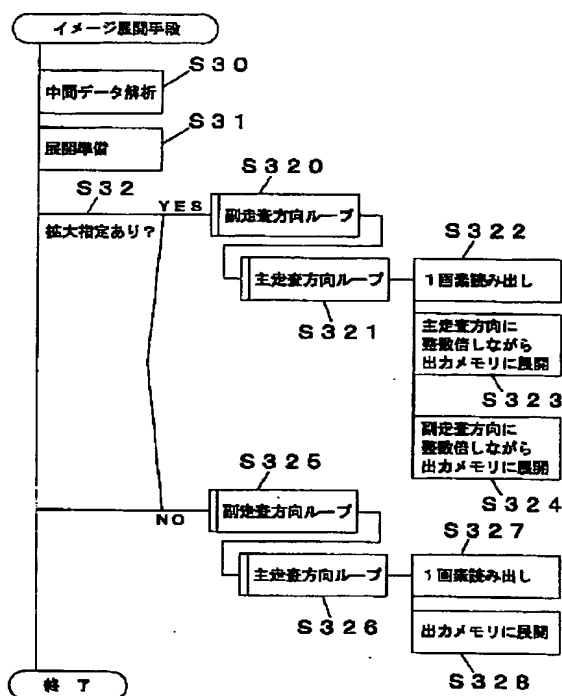 イメージ展開手段
S30
中間データ解析
S31
展開準備
S32
YES
拡大指定あり?
S320
副走査方向ループ
主走査方向ループ
S321
S322
1画素読み出し
主走査方向に
整数倍しながら
出力メモリに展開
S323
副走査方向に
整数倍しながら
出力メモリに展開
S324
NO
S325
副走査方向ループ
主走査方向ループ
S326
S327
1画素読み出し
出力メモリに展開
S328
終了